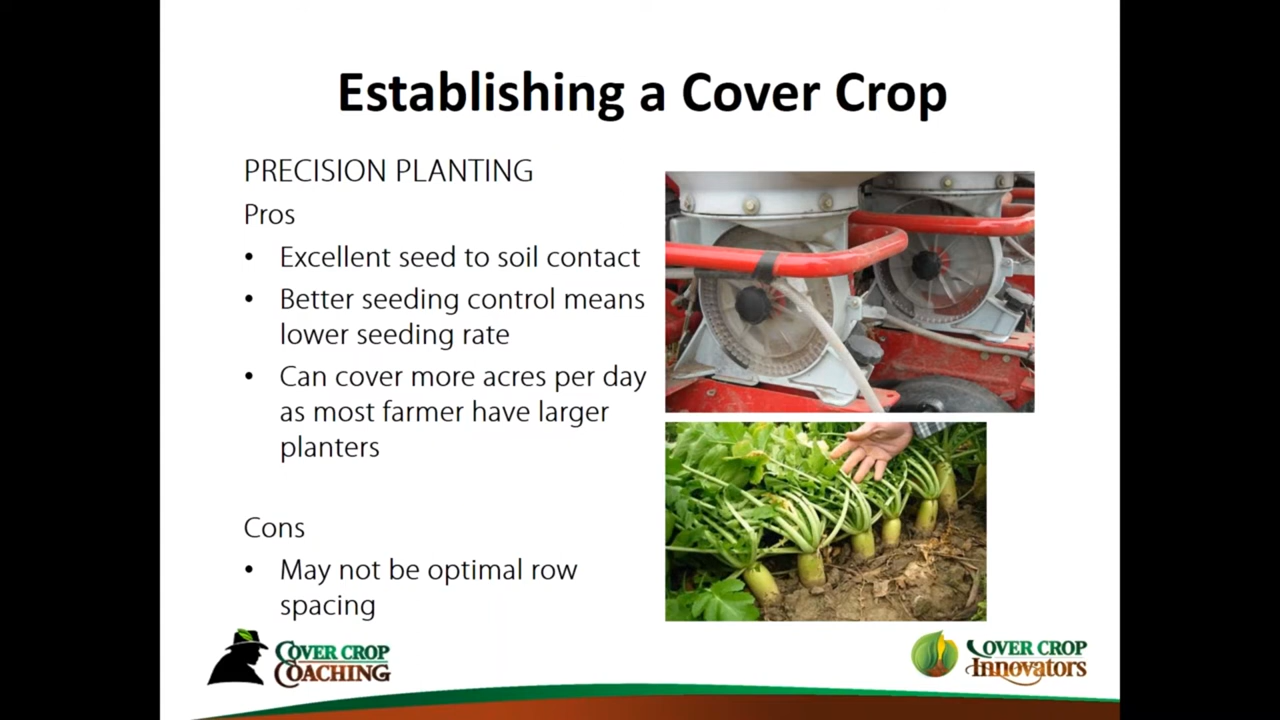 Establishing a Cover Crop
PRECISION PLANTING
Pros
• Excellent seed to soil contact
• Better seeding control means
lower seeding rate
• Can cover more acres per day
as most farmer have larger
planters
Cons
• May not be optimal row
spacing
COVER CROP
COACHING
COVER CROP
Innovators